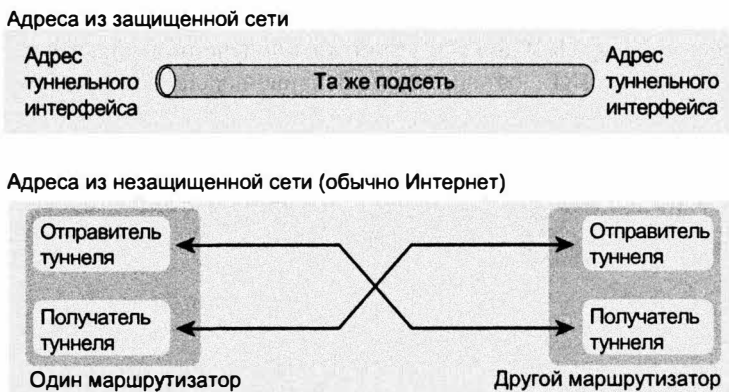 Адреса из защищенной сети
Адрес
туннельного
интерфейса
Та же подсеть
Адрес
туннельного
интерфейса
Адреса из незащищенной сети (обычно Интернет)
Отправитель
туннеля
Отправитель
туннеля
Получатель
туннеля
Получатель
туннеля
Один маршрутизатор
Другой маршрутизатор